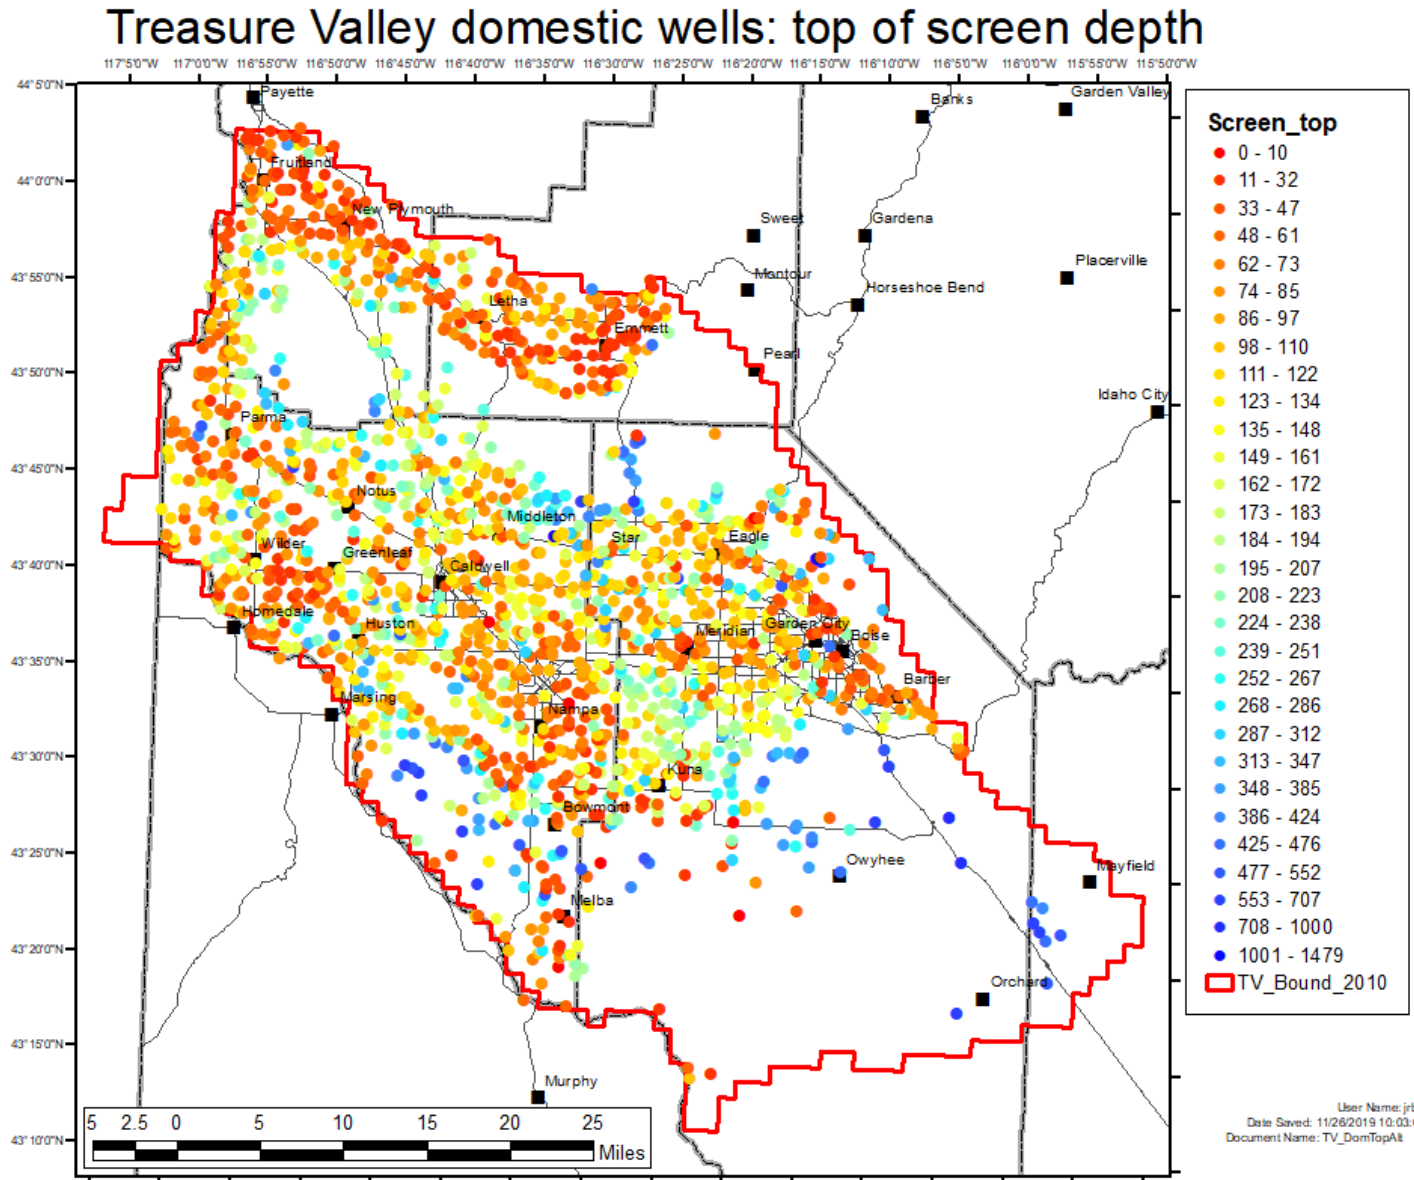 Treasure Valley domestic wells: top of screen depth
117°5'0"W 117°0'0"W 116°55'0"W 116°50'0"W 116°45'0"W 116°40'0"W 116°35'0"W 116°30'0"W 116°25'0"W 116°20'0"W 116°15'0"W 116°10'0"W 116°5'0"W 116°0'0"W 115°55'0"W 115°50'0"W
44°5'0"N
44°0'0"N
43°55'0"N
43°50'0"N
43°45'0"N
43°40'0"N
43°35'0"N
43°30'0"N
43°25'0"N
43°20'0"N
43°15'0"N
43°10'0"N
Payette
Banks
Garden Valley
Fruitland
New Plymouth
Sweet
Gardena
Placerville
Montour
Horseshoe Bend
Letha
Emmett
Pearl
Idaho City
Parma
Notus
Middleton
Star
Eagle
Wilder
Greenleaf
Caldwell
Homedale
Huston
Meridian
Garden City
Boise
Barber
Marsing
Nampa
Kuna
Bowmont
Owyhee
Mayfield
Melba
Orchard
Murphy
5 2.5 0 5 10 15 20 25
Miles
Screen_top
0 - 10
11 - 32
33 - 47
48 - 61
62 - 73
74 - 85
86 - 97
98 - 110
111 - 122
123 - 134
135 - 148
149 - 161
162 - 172
173 - 183
184 - 194
195 - 207
208 - 223
224 - 238
239 - 251
252 - 267
268 - 286
287 - 312
313 - 347
348 - 385
386 - 424
425 - 476
477 - 552
553 - 707
708 - 1000
1001 - 1479
TV_Bound_2010
User Name:
Date Saved: 11/26/2019
Document Name: TV_DomTopAlt